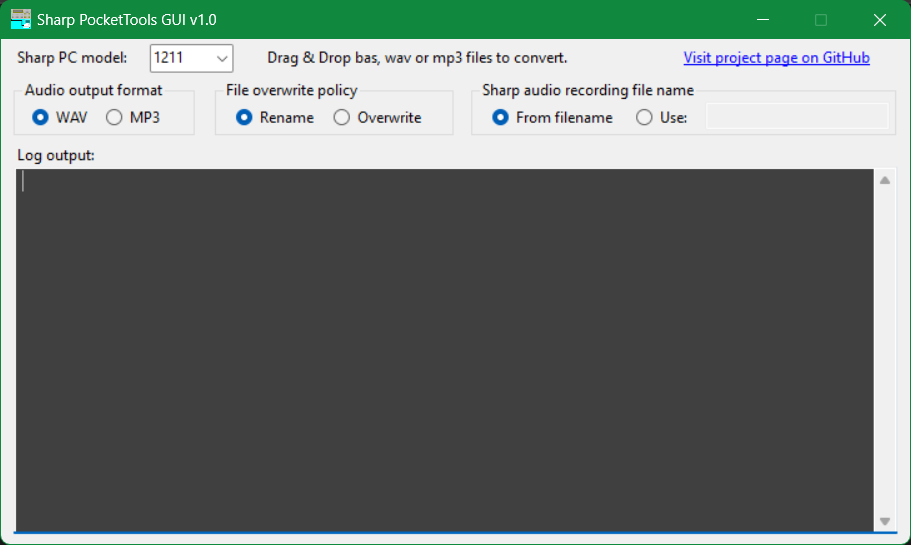 Sharp PocketTools GUI v1.0
Sharp PC model: 1211 Drag & Drop bas, wav or mp3 files to convert. Visit project page on GitHub
Audio output format File overwrite policy Sharp audio recording file name
WAV MP3 Rename Overwrite From filename Use:
Log output: